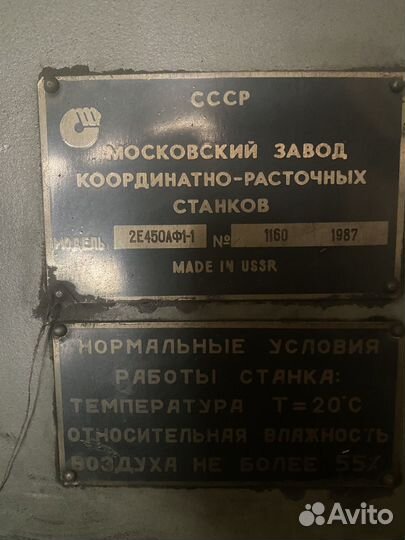 СССР
МОСКОВСКИЙ ЗАВОД
КООРДИНАТНО-РАСТОЧНЫХ
СТАНКОВ
МОДЕЛЬ 2Е450АФ1-1 № 1160 1987
MADE IN USSR
НОРМАЛЬНЫЕ УСЛОВИЯ
РАБОТЫ СТАНКА:
ТЕМПЕРАТУРА Т=20°С
ОТНОСИТЕЛЬНАЯ ВЛАЖНОСТЬ
ВОЗДУХА НЕ БОЛЕЕ 55%
Avito